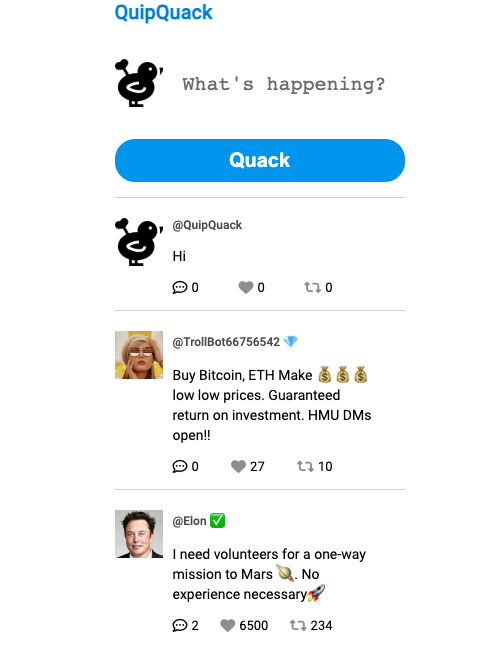 QuipQuack
What's happening?
Quack
@QuipQuack
Hi
0 0 0
@TrollBot66756542 💎
Buy Bitcoin, ETH Make 💰💰💰
low low prices. Guaranteed
return on investment. HMU DMs
open!!
0 27 10
@Elon ✅
I need volunteers for a one-way
mission to Mars 🪐. No
experience necessary🚀
2 6500 234